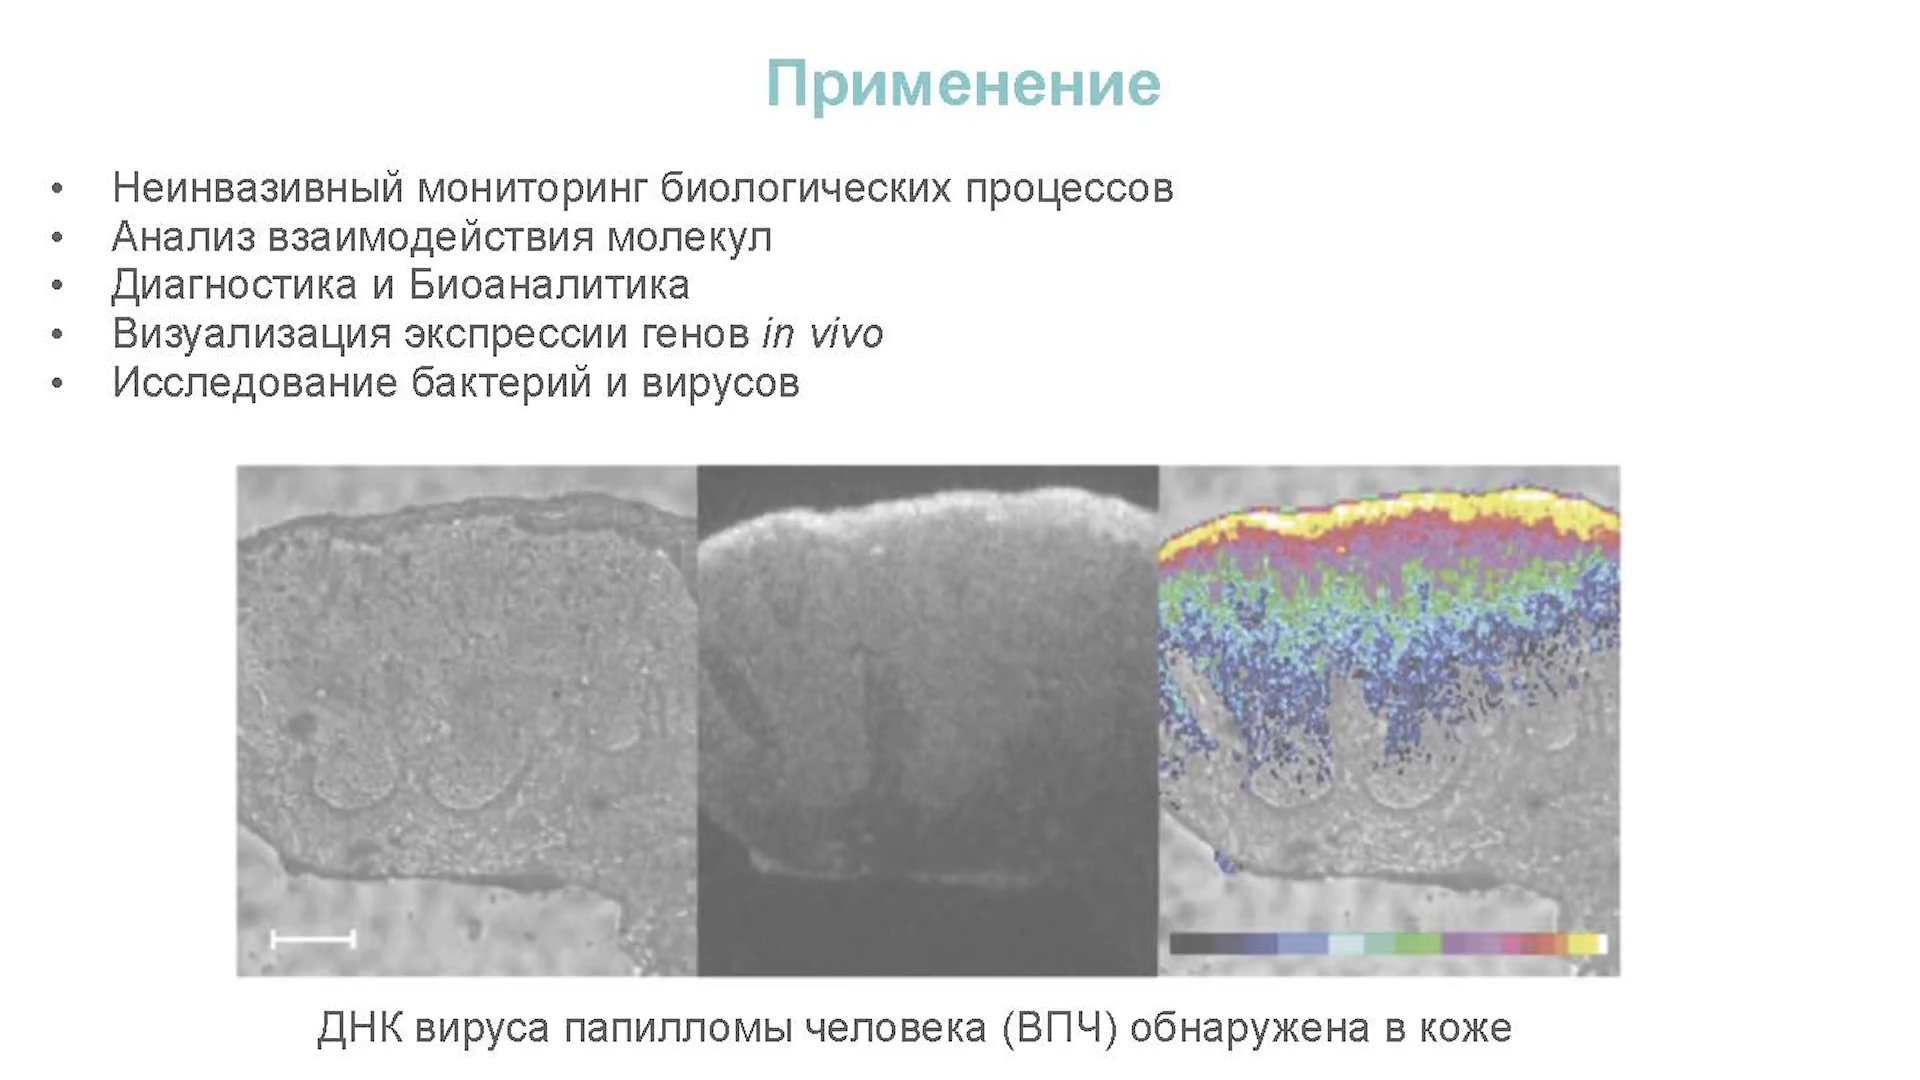 Применение
• Неинвазивный мониторинг биологических процессов
• Анализ взаимодействия молекул
• Диагностика и Биоаналитика
• Визуализация экспрессии генов in vivo
• Исследование бактерий и вирусов
ДНК вируса папилломы человека (ВПЧ) обнаружена в коже